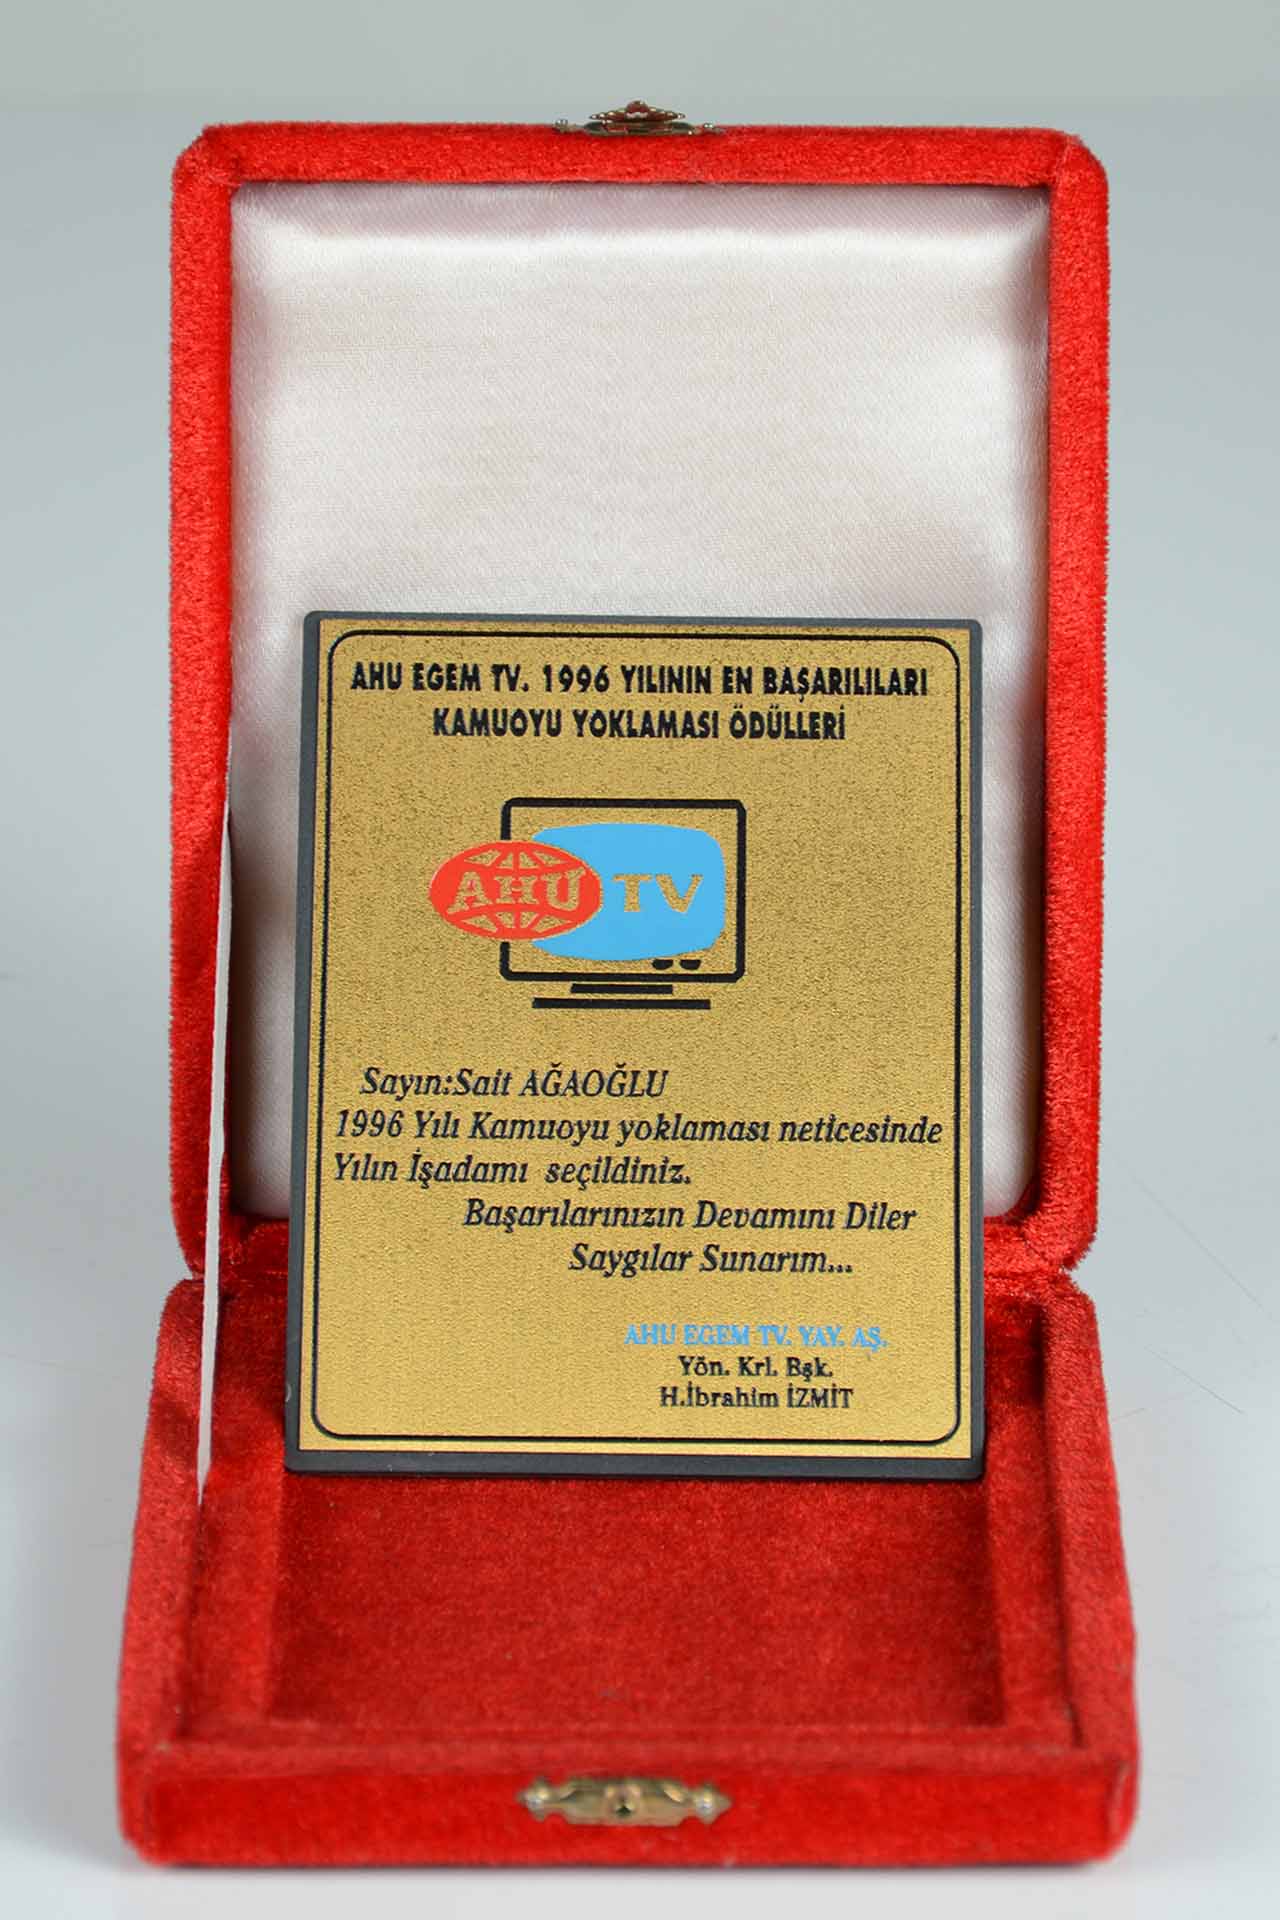 AHU EGEM TV. 1996 YILININ EN BAŞARILILARI
KAMUOYU YOKLAMASI ÖDÜLLERİ
AHU TV
Sayın:Sait AĞAOĞLU
1996 Yılı Kamuoyu yoklaması neticesinde
Yılın İşadamı seçildiniz.
Başarılarınızın Devamını Diler
Saygılar Sunarım...
AHU EGEM TV. YAY. AŞ.
Yön. Krl. Bşk.
H.İbrahim İZMİT